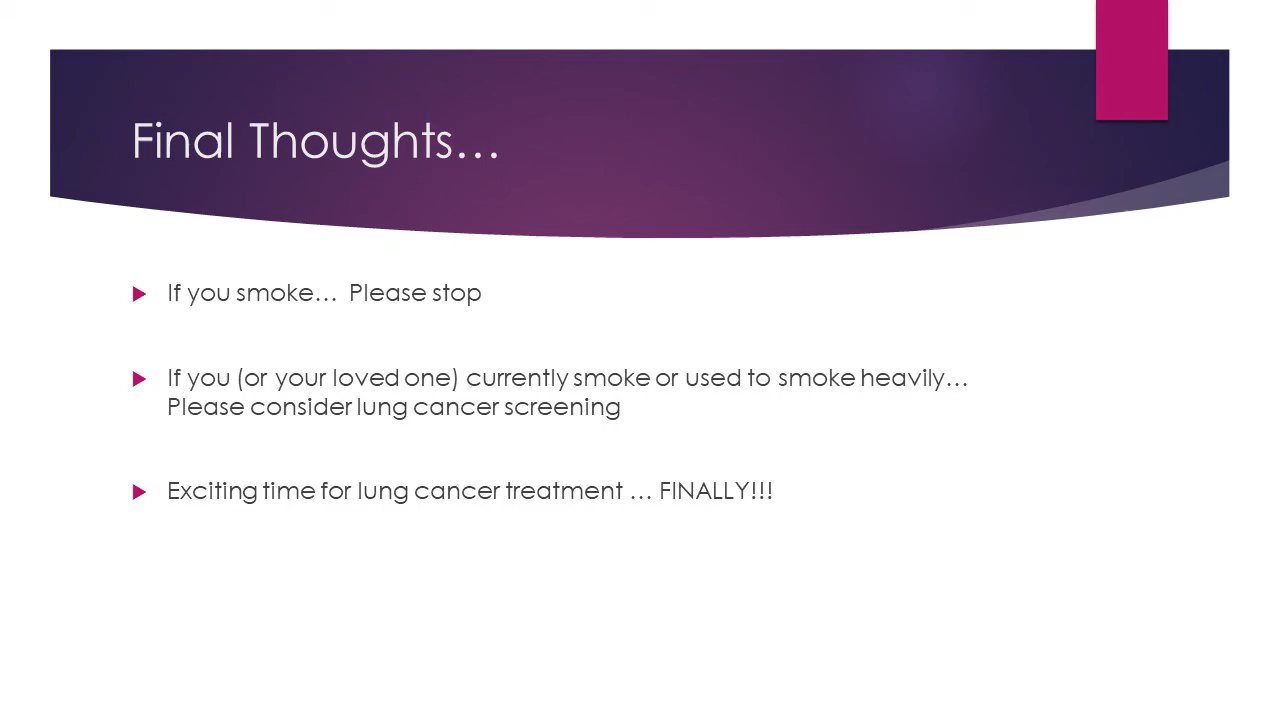 Final Thoughts…
If you smoke… Please stop
If you (or your loved one) currently smoke or used to smoke heavily…
Please consider lung cancer screening
Exciting time for lung cancer treatment … FINALLY!!!